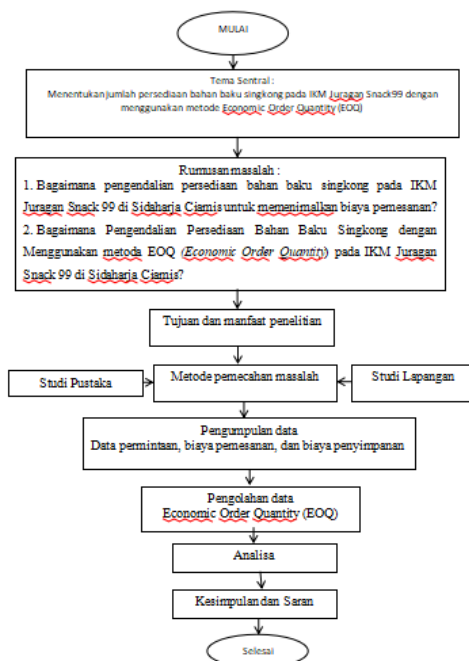 MULAI
Tema Sentral :
Menentukan jumlah persediaan bahan baku singkong pada IKM Juragan Snack99 dengan
menggunakan metode Economic Order Quantity (EOQ)
Rumusan masalah :
1. Bagaimana pengendalian persediaan bahan baku singkong pada IKM
Juragan Snack 99 di Sidaharja Ciamis untuk memenimalkan biaya pemesanan?
2. Bagaimana Pengendalian Persediaan Bahan Baku Singkong dengan
Menggunakan metoda EOQ (Economic Order Quantity) pada IKM Juragan
Snack 99 di Sidaharja Ciamis?
Tujuan dan manfaat penelitian
Studi Pustaka
Metode pemecahan masalah
Studi Lapangan
Pengumpulan data
Data permintaan, biaya pemesanan, dan biaya penyimpanan
Pengolahan data
Economic Order Quantity (EOQ)
Analisa
Kesimpulan dan Saran
Selesai